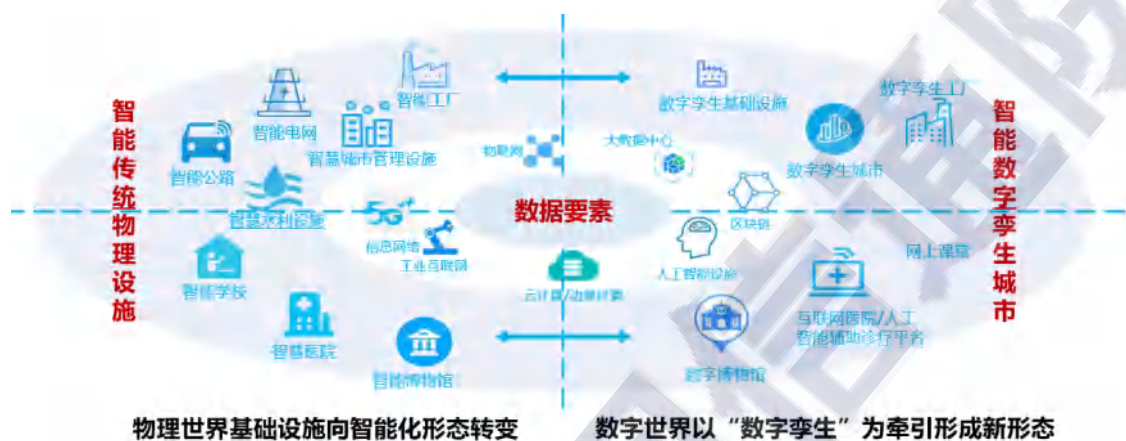 智能工厂
数字孪生基础设施
数字孪生工厂
智能电网
智慧城市管理设施
物联网
大数据中心
数字孪生城市
智能公路
智能传统物理设施
智慧水利设施
5G
数据要素
区块链
智能数字孪生城市
信息网络
工业互联网
人工智能设施
网上课堂
智能学校
云计算/边缘计算
互联网医院/人工
智能辅助诊疗平台
智慧医院
智能博物馆
数字博物馆
物理世界基础设施向智能化形态转变
数字世界以“数字孪生”为牵引形成新形态